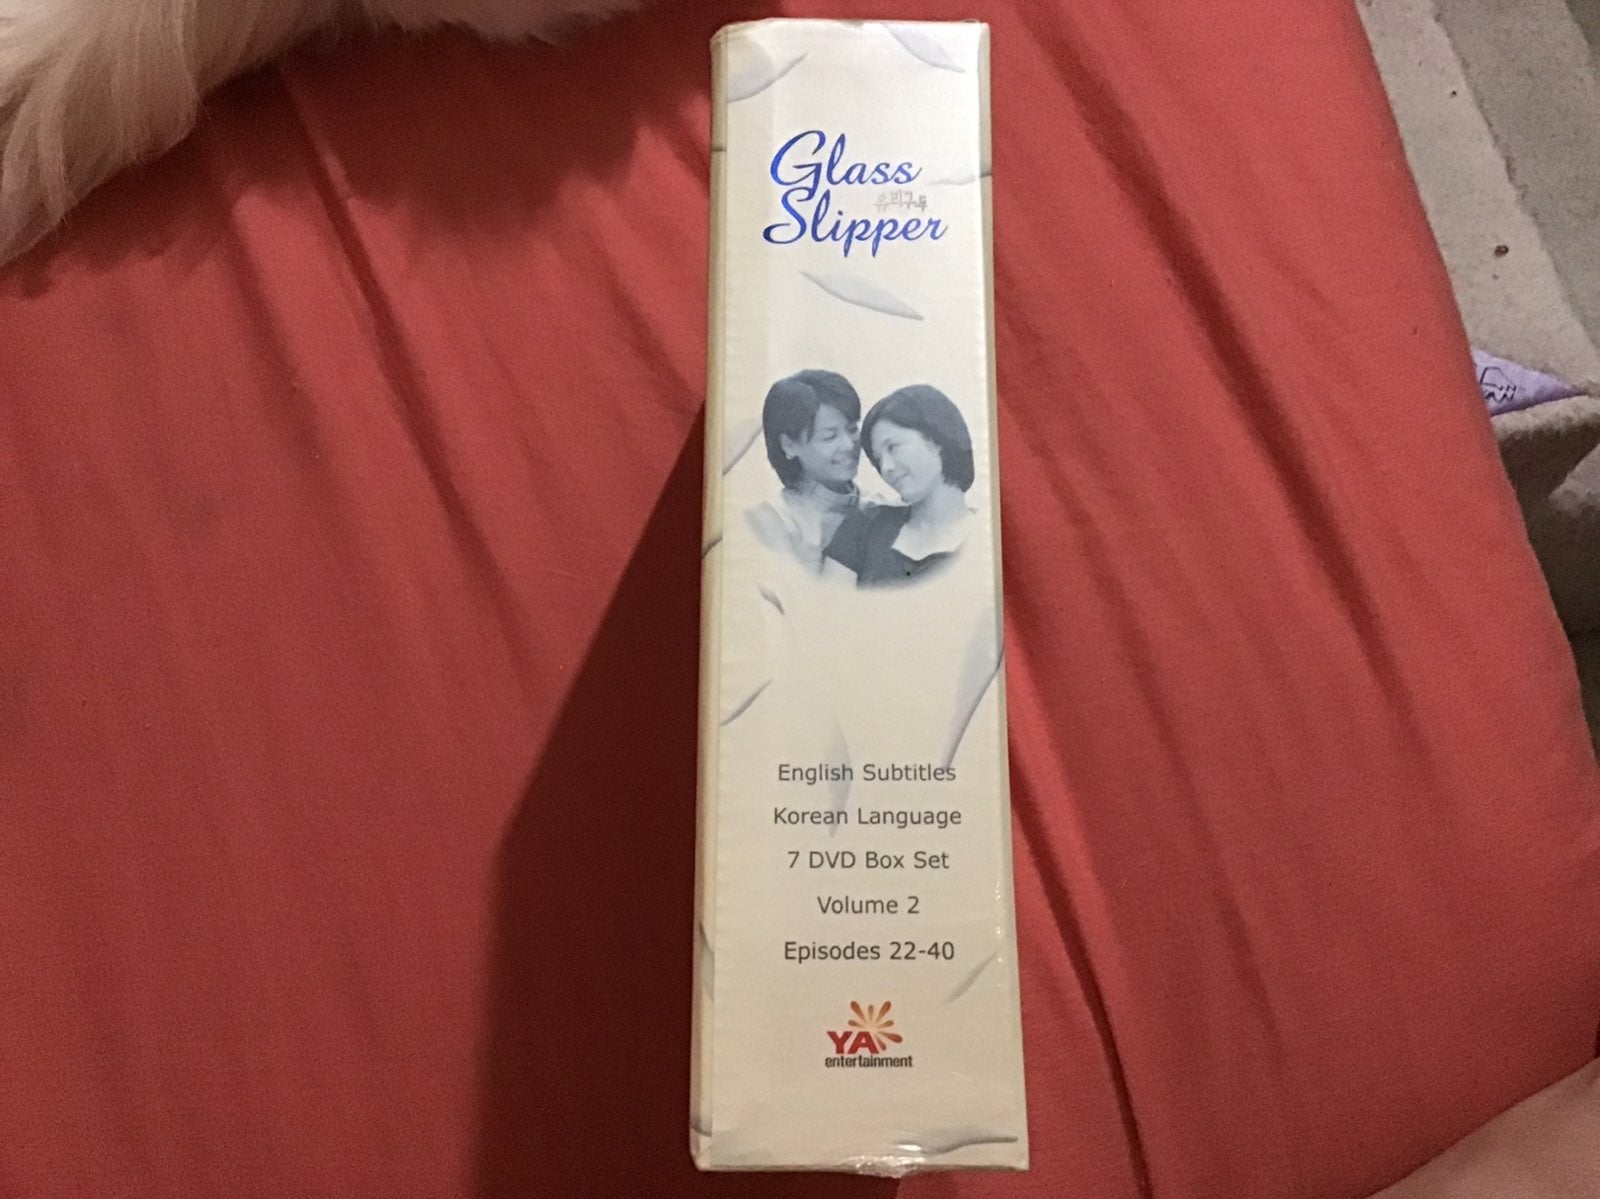 Glass
유리구두
Slipper
English Subtitles
Korean Language
7 DVD Box Set
Volume 2
Episodes 22-40
YA
entertainment